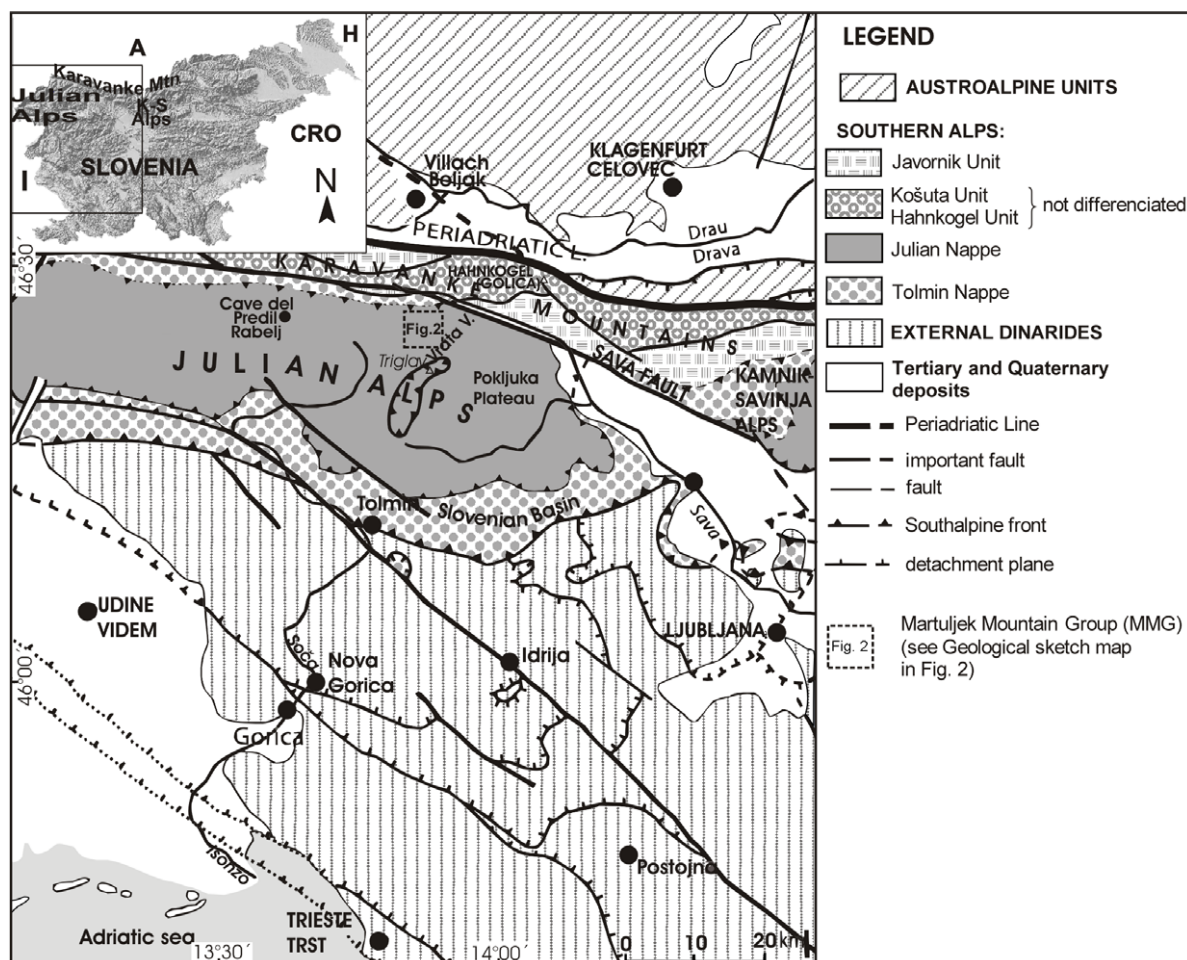 A
H
Karavanke Mtn
Julian
Alps
K-S
Alps
CRO
SLOVENIA
I
N
Villach
Beljak
KLAGENFURT
CELOVEC
PERIADRIATIC L.
Drau
Drava
46°30´
KARAVANKE MOUNTAINS
HAHNKOGEL
(GOLICA)
Cave del
Predil
Rabelj
Fig.2
Vrata V.
Triglav
JULIAN ALPS
Pokljuka
Plateau
SAVA FAULT
KAMNIK-
SAVINJA
ALPS
Tolmin
Slovenian Basin
Sava
UDINE
VIDEM
LJUBLJANA
Soča
Nova
Gorica
Idrija
46°00´
Gorica
Isonzo
Postojna
TRIESTE
TRST
Adriatic sea
13°30´
14°00´
0 10 20 km
LEGEND
AUSTROALPINE UNITS
SOUTHERN ALPS:
Javornik Unit
Košuta Unit
Hahnkogel Unit
not differenciated
Julian Nappe
Tolmin Nappe
EXTERNAL DINARIDES
Tertiary and Quaternary
deposits
Periadriatic Line
important fault
fault
Southalpine front
detachment plane
Fig. 2
Martuljek Mountain Group (MMG)
(see Geological sketch map
in Fig. 2)